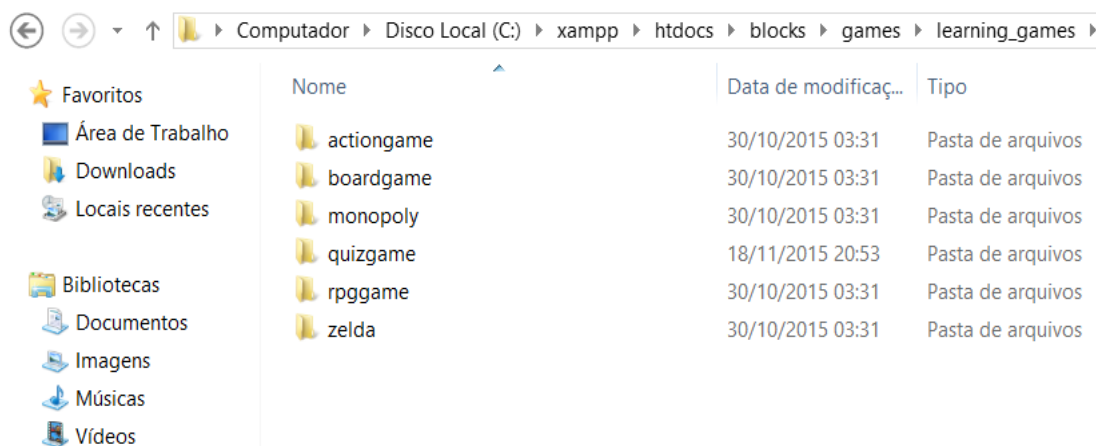 Computador Disco Local (C:) xampp htdocs blocks games learning_games
Favoritos
Área de Trabalho
Downloads
Locais recentes
Bibliotecas
Documentos
Imagens
Músicas
Vídeos
Nome Data de modificaç... Tipo
actiongame 30/10/2015 03:31 Pasta de arquivos
boardgame 30/10/2015 03:31 Pasta de arquivos
monopoly 30/10/2015 03:31 Pasta de arquivos
quizgame 18/11/2015 20:53 Pasta de arquivos
rpggame 30/10/2015 03:31 Pasta de arquivos
zelda 30/10/2015 03:31 Pasta de arquivos